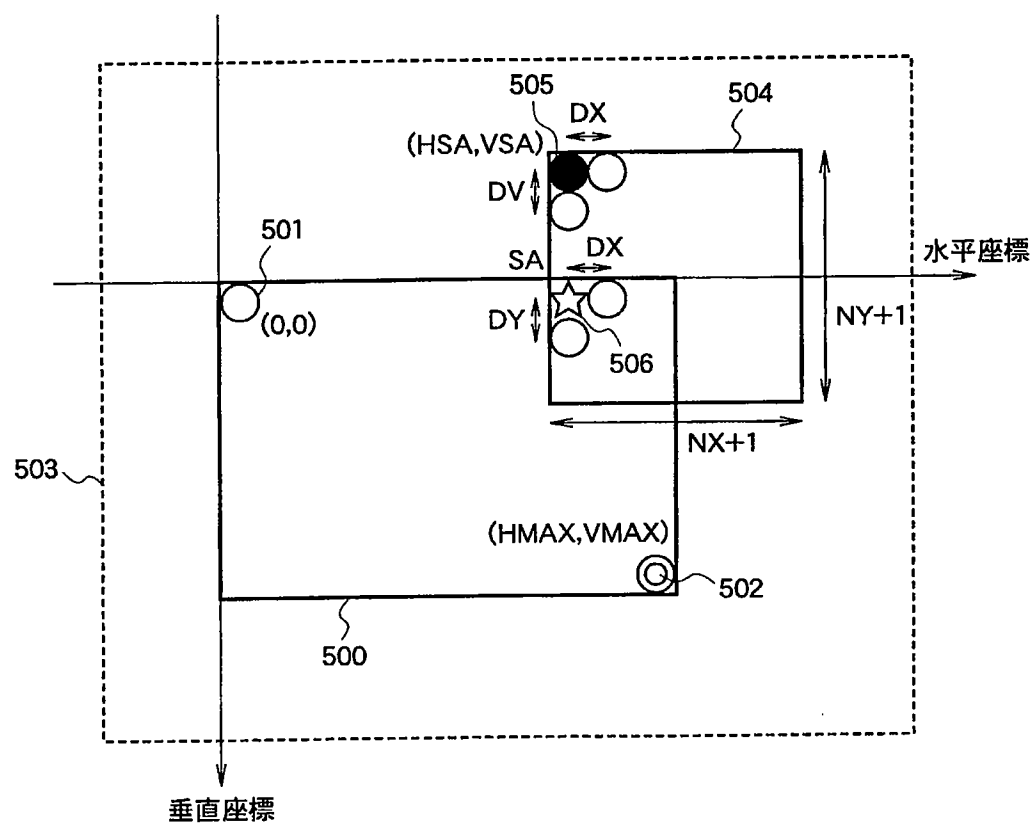 505
DX
504
(HSA,VSA)
DV
501
SA
DX
水平座標
(0,0)
DY
506
NY+1
NX+1
503
(HMAX,VMAX)
502
500
垂直座標